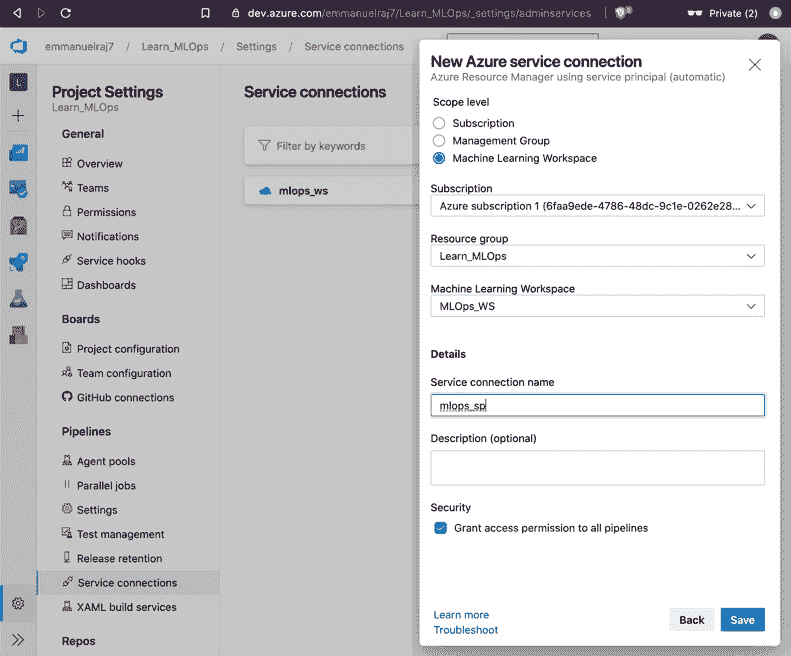 dev.azure.com/emmanuelraj7/Learn_MLOps/_settings/adminservices
Private (2)
emmanuelraj7 / Learn_MLOps / Settings / Service connections
L
Project Settings
Learn_MLOps
General
Overview
Teams
Permissions
Notifications
Service hooks
Dashboards
Boards
Project configuration
Team configuration
GitHub connections
Pipelines
Agent pools
Parallel jobs
Settings
Test management
Release retention
Service connections
XAML build services
Repos
Service connections
Filter by keywords
mlops_ws
New Azure service connection
Azure Resource Manager using service principal (automatic)
Scope level
Subscription
Management Group
Machine Learning Workspace
Subscription
Azure subscription 1 (6faa9ede-4786-48dc-9c1e-0262e28...
Resource group
Learn_MLOps
Machine Learning Workspace
MLOps_WS
Details
Service connection name
mlops_sp
Description (optional)
Security
Grant access permission to all pipelines
Learn more
Troubleshoot
Back
Save